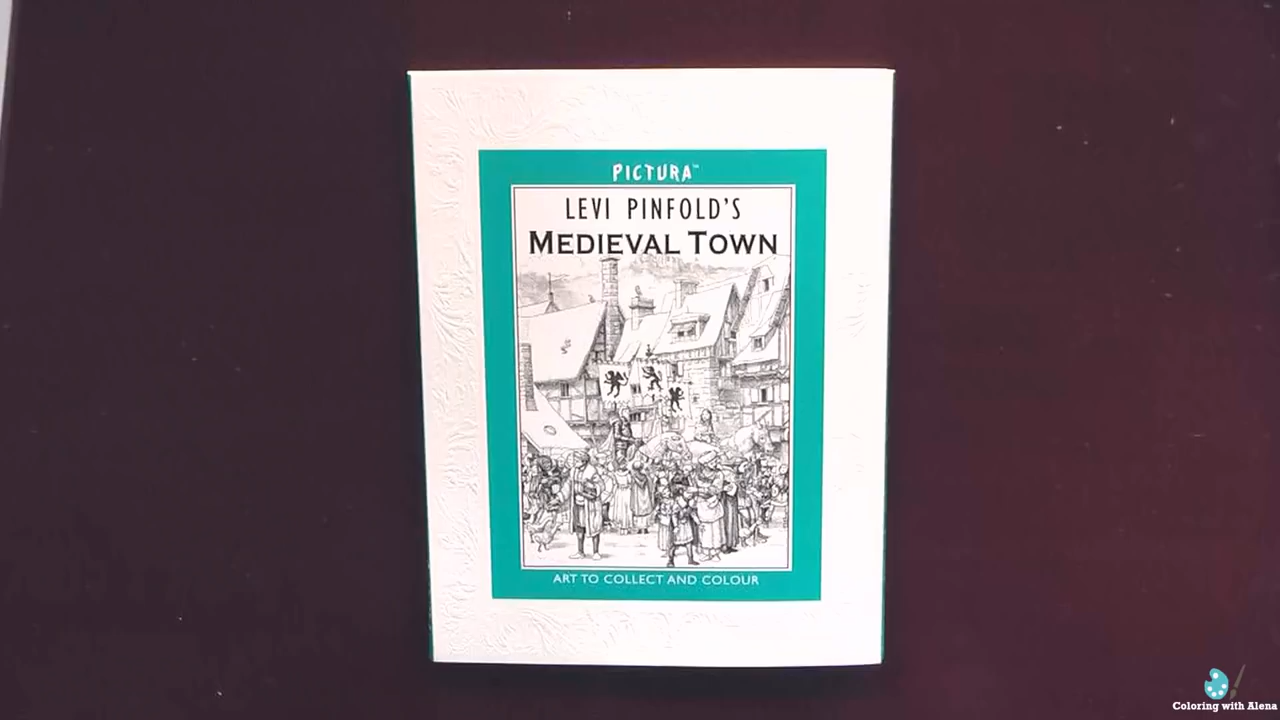 PICTURA™
LEVI PINFOLD'S
MEDIEVAL TOWN
ART TO COLLECT AND COLOUR
Coloring with Alena